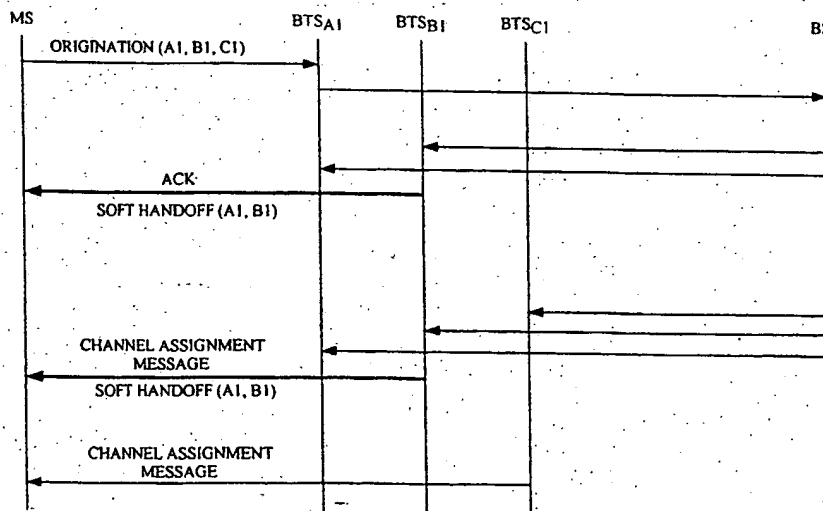 MS
BTSA1
BTSB1
BTSC1
ORIGINATION (A1, B1, C1)
ACK
SOFT HANDOFF (A1, B1)
CHANNEL ASSIGNMENT
MESSAGE
SOFT HANDOFF (A1, B1)
CHANNEL ASSIGNMENT
MESSAGE